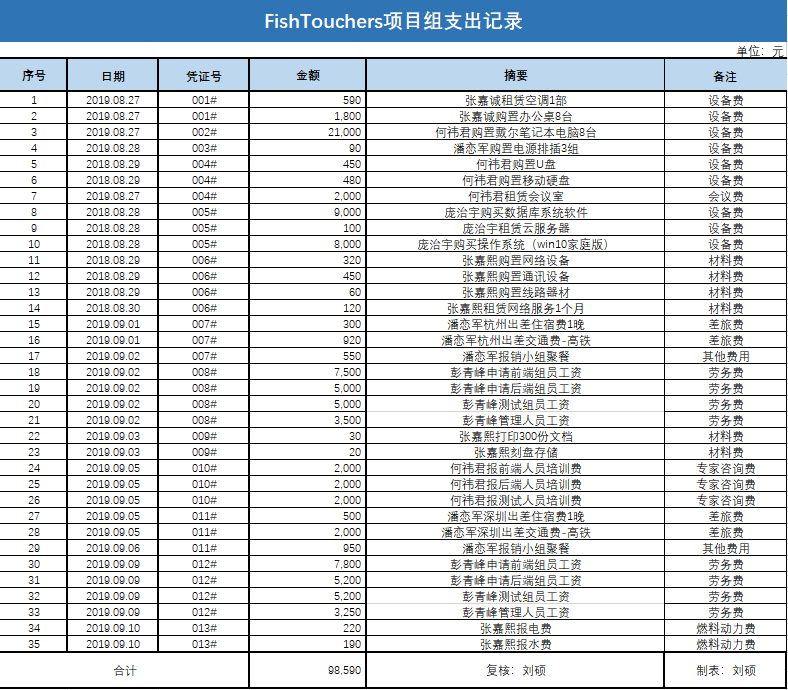 FishTouchers项目组支出记录
单位：元
序号 日期 凭证号 金额 摘要 备注
1 2019.08.27 001# 590 张嘉诚租赁空调1部 设备费
2 2019.08.27 001# 1,800 张嘉诚购置办公桌8台 设备费
3 2019.08.27 002# 21,000 何祎君购置戴尔笔记本电脑8台 设备费
4 2019.08.28 003# 90 潘恋军购置电源排插3组 设备费
5 2018.08.29 004# 450 何祎君购置U盘 设备费
6 2018.08.29 004# 480 何祎君购置移动硬盘 设备费
7 2018.08.27 004# 2,000 何祎君租赁会议室 会议费
8 2018.08.28 005# 9,000 庞治宇购买数据库系统软件 设备费
9 2018.08.28 005# 100 庞治宇租赁云服务器 设备费
10 2018.08.28 005# 8,000 庞治宇购买操作系统（win10家庭版） 设备费
11 2018.08.29 006# 320 张嘉熙购置网络设备 材料费
12 2018.08.29 006# 450 张嘉熙购置通讯设备 材料费
13 2018.08.29 006# 60 张嘉熙购置线路器材 材料费
14 2018.08.30 006# 120 张嘉熙租赁网络服务1个月 材料费
15 2019.09.01 007# 300 潘恋军杭州出差住宿费1晚 差旅费
16 2019.09.01 007# 920 潘恋军杭州出差交通费-高铁 差旅费
17 2019.09.02 007# 550 潘恋军报销小组聚餐 其他费用
18 2019.09.02 008# 7,500 彭青峰申请前端组员工资 劳务费
19 2019.09.02 008# 5,000 彭青峰申请后端组员工资 劳务费
20 2019.09.02 008# 5,000 彭青峰测试组员工资 劳务费
21 2019.09.02 008# 3,500 彭青峰管理人员工资 劳务费
22 2019.09.03 009# 30 张嘉熙打印300份文档 材料费
23 2019.09.03 009# 20 张嘉熙刻盘存储 材料费
24 2019.09.05 010# 2,000 何祎君报前端人员培训费 专家咨询费
25 2019.09.05 010# 2,000 何祎君报后端人员培训费 专家咨询费
26 2019.09.05 010# 2,000 何祎君报测试人员培训费 专家咨询费
27 2019.09.05 011# 500 潘恋军深圳出差住宿费1晚 差旅费
28 2019.09.05 011# 2,000 潘恋军深圳出差交通费-高铁 差旅费
29 2019.09.06 011# 950 潘恋军报销小组聚餐 其他费用
30 2019.09.09 012# 7,800 彭青峰申请前端组员工资 劳务费
31 2019.09.09 012# 5,200 彭青峰申请后端组员工资 劳务费
32 2019.09.09 012# 5,200 彭青峰测试组员工资 劳务费
33 2019.09.09 012# 3,250 彭青峰管理人员工资 劳务费
34 2019.09.10 013# 220 张嘉熙报电费 燃料动力费
35 2019.09.10 013# 190 张嘉熙报水费 燃料动力费
合计 98,590 复核：刘硕 制表：刘硕